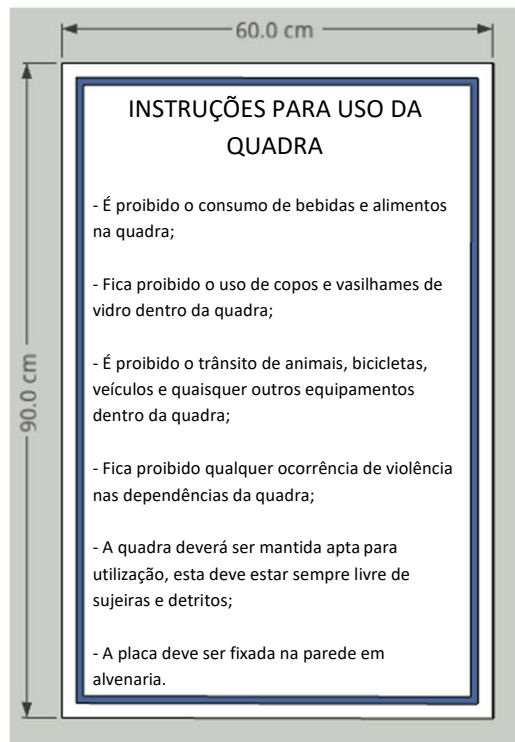 60.0 cm
90.0 cm
INSTRUÇÕES PARA USO DA
QUADRA
- É proibido o consumo de bebidas e alimentos
na quadra;
- Fica proibido o uso de copos e vasilhames de
vidro dentro da quadra;
- É proibido o trânsito de animais, bicicletas,
veículos e quaisquer outros equipamentos
dentro da quadra;
- Fica proibido qualquer ocorrência de violência
nas dependências da quadra;
- A quadra deverá ser mantida apta para
utilização, esta deve estar sempre livre de
sujeiras e detritos;
- A placa deve ser fixada na parede em
alvenaria.